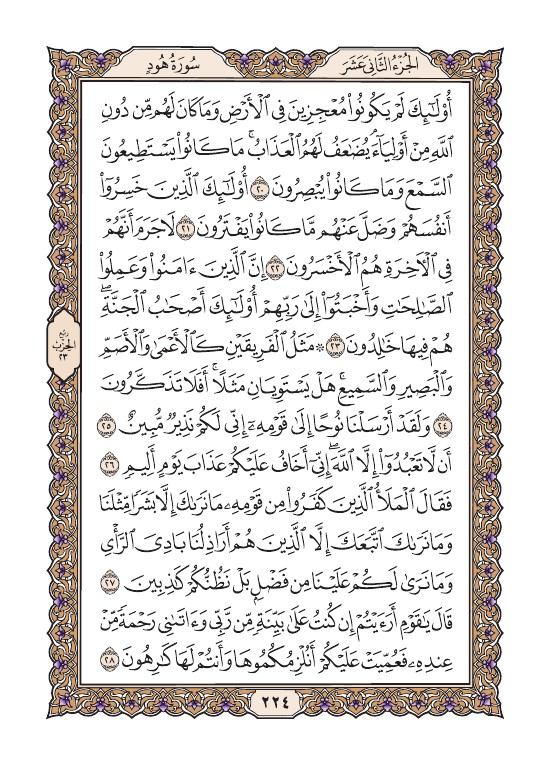 الجُزْءُ الثَّانِي عَشَرَ
سُورَةُ هُودٍ
أُوْلَٰٓئِكَ لَمْ يَكُونُواْ مُعْجِزِينَ فِي ٱلْأَرْضِ وَمَا كَانَ لَهُم مِّن دُونِ
ٱللَّهِ مِنْ أَوْلِيَآءَۘ يُضَٰعَفُ لَهُمُ ٱلْعَذَابُۚ مَا كَانُواْ يَسْتَطِيعُونَ
ٱلسَّمْعَ وَمَا كَانُواْ يُبْصِرُونَ ٢٠ أُوْلَٰٓئِكَ ٱلَّذِينَ خَسِرُوٓاْ
أَنفُسَهُمْ وَضَلَّ عَنْهُم مَّا كَانُواْ يَفْتَرُونَ ٢١ لَا جَرَمَ أَنَّهُمْ
فِي ٱلْأٓخِرَةِ هُمُ ٱلْأَخْسَرُونَ ٢٢ إِنَّ ٱلَّذِينَ ءَامَنُواْ وَعَمِلُواْ
ٱلصَّٰلِحَٰتِ وَأَخْبَتُوٓاْ إِلَىٰ رَبِّهِمْ أُوْلَٰٓئِكَ أَصْحَٰبُ ٱلْجَنَّةِۖ
هُمْ فِيهَا خَٰلِدُونَ ٢٣ ۞ مَثَلُ ٱلْفَرِيقَيْنِ كَٱلْأَعْمَىٰ وَٱلْأَصَمِّ
وَٱلْبَصِيرِ وَٱلسَّمِيعِۚ هَلْ يَسْتَوِيَانِ مَثَلًاۚ أَفَلَا تَذَكَّرُونَ
٢٤ وَلَقَدْ أَرْسَلْنَا نُوحًا إِلَىٰ قَوْمِهِۦٓ إِنِّي لَكُمْ نَذِيرٌ مُّبِينٌ ٢٥
أَن لَّا تَعْبُدُوٓاْ إِلَّا ٱللَّهَۖ إِنِّيٓ أَخَافُ عَلَيْكُمْ عَذَابَ يَوْمٍ أَلِيمٍ ٢٦
فَقَالَ ٱلْمَلَأُ ٱلَّذِينَ كَفَرُواْ مِن قَوْمِهِۦ مَا نَرَىٰكَ إِلَّا بَشَرًا مِّثْلَنَا
وَمَا نَرَىٰكَ ٱتَّبَعَكَ إِلَّا ٱلَّذِينَ هُمْ أَرَاذِلُنَا بَادِيَ ٱلرَّأْيِ
وَمَا نَرَىٰ لَكُمْ عَلَيْنَا مِن فَضْلٍۭ بَلْ نَظُنُّكُمْ كَٰذِبِينَ ٢٧
قَالَ يَٰقَوْمِ أَرَءَيْتُمْ إِن كُنتُ عَلَىٰ بَيِّنَةٍ مِّن رَّبِّي وَءَاتَىٰنِي رَحْمَةً مِّنْ
عِندِهِۦ فَعُمِّيَتْ عَلَيْكُمْ أَنُلْزِمُكُمُوهَا وَأَنتُمْ لَهَا كَٰرِهُونَ ٢٨
رُبْعُ
الحِزْبِ
٢٣
٢٢٤